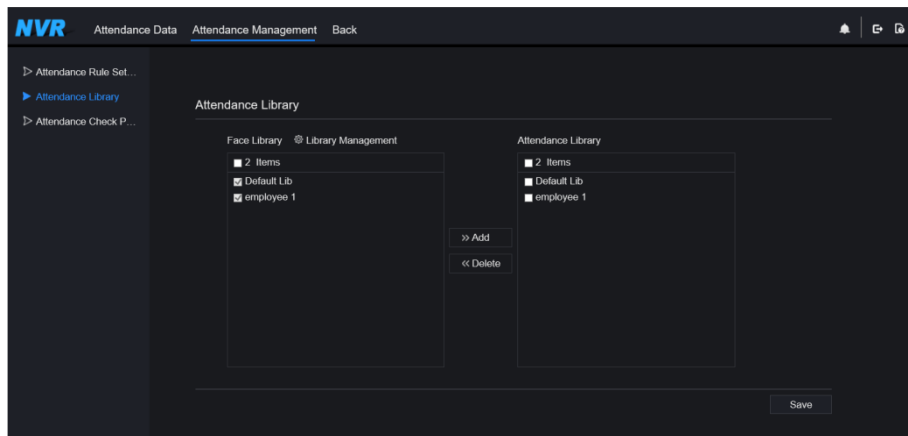 NVR Attendance Data Attendance Management Back
Attendance Rule Set...
Attendance Library
Attendance Check P...
Attendance Library
Face Library Library Management
2 Items
Default Lib
employee 1
>> Add
<< Delete
Attendance Library
2 Items
Default Lib
employee 1
Save